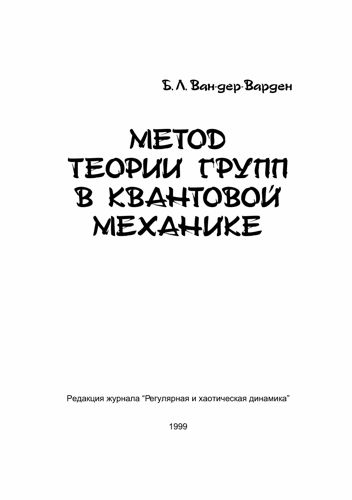 Б. Л. Ван-дер-Варден
МЕТОД
ТЕОРИИ ГРУПП
В КВАНТОВОЙ
МЕХАНИКЕ
Редакция журнала “Регулярная и хаотическая динамика”
1999